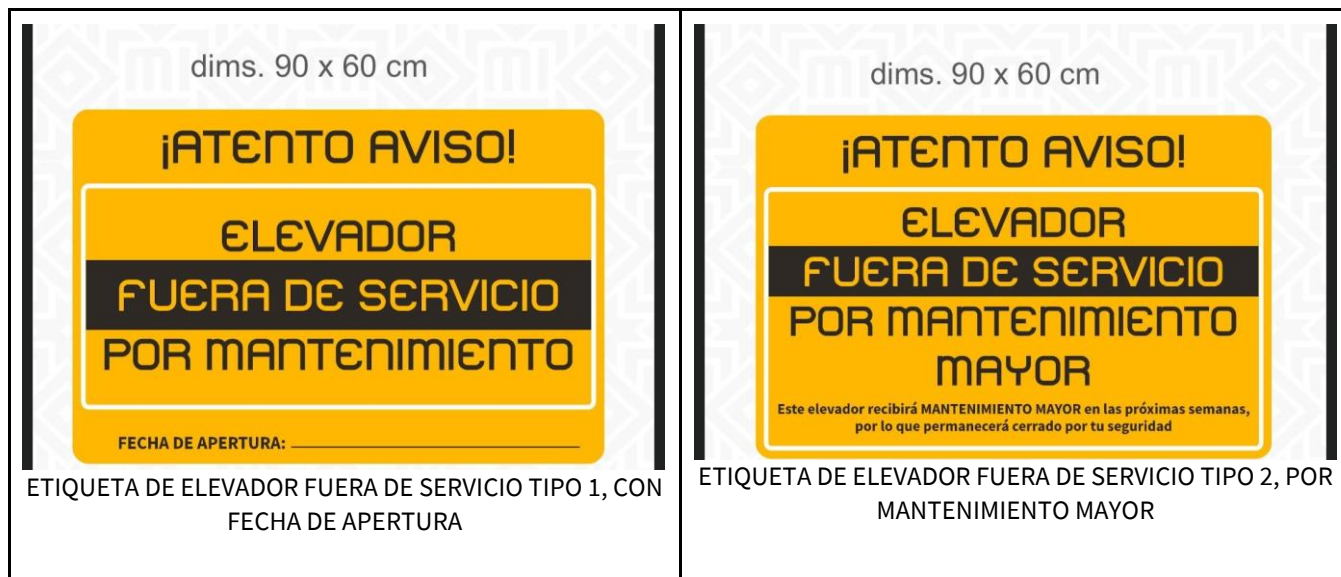 dims. 90 x 60 cm
¡ATENTO AVISO!
ELEVADOR
FUERA DE SERVICIO
POR MANTENIMIENTO
FECHA DE APERTURA:
ETIQUETA DE ELEVADOR FUERA DE SERVICIO TIPO 1, CON
FECHA DE APERTURA
dims. 90 x 60 cm
¡ATENTO AVISO!
ELEVADOR
FUERA DE SERVICIO
POR MANTENIMIENTO
MAYOR
Este elevador recibirá MANTENIMIENTO MAYOR en las próximas semanas,
por lo que permanecerá cerrado por tu seguridad
ETIQUETA DE ELEVADOR FUERA DE SERVICIO TIPO 2, POR
MANTENIMIENTO MAYOR